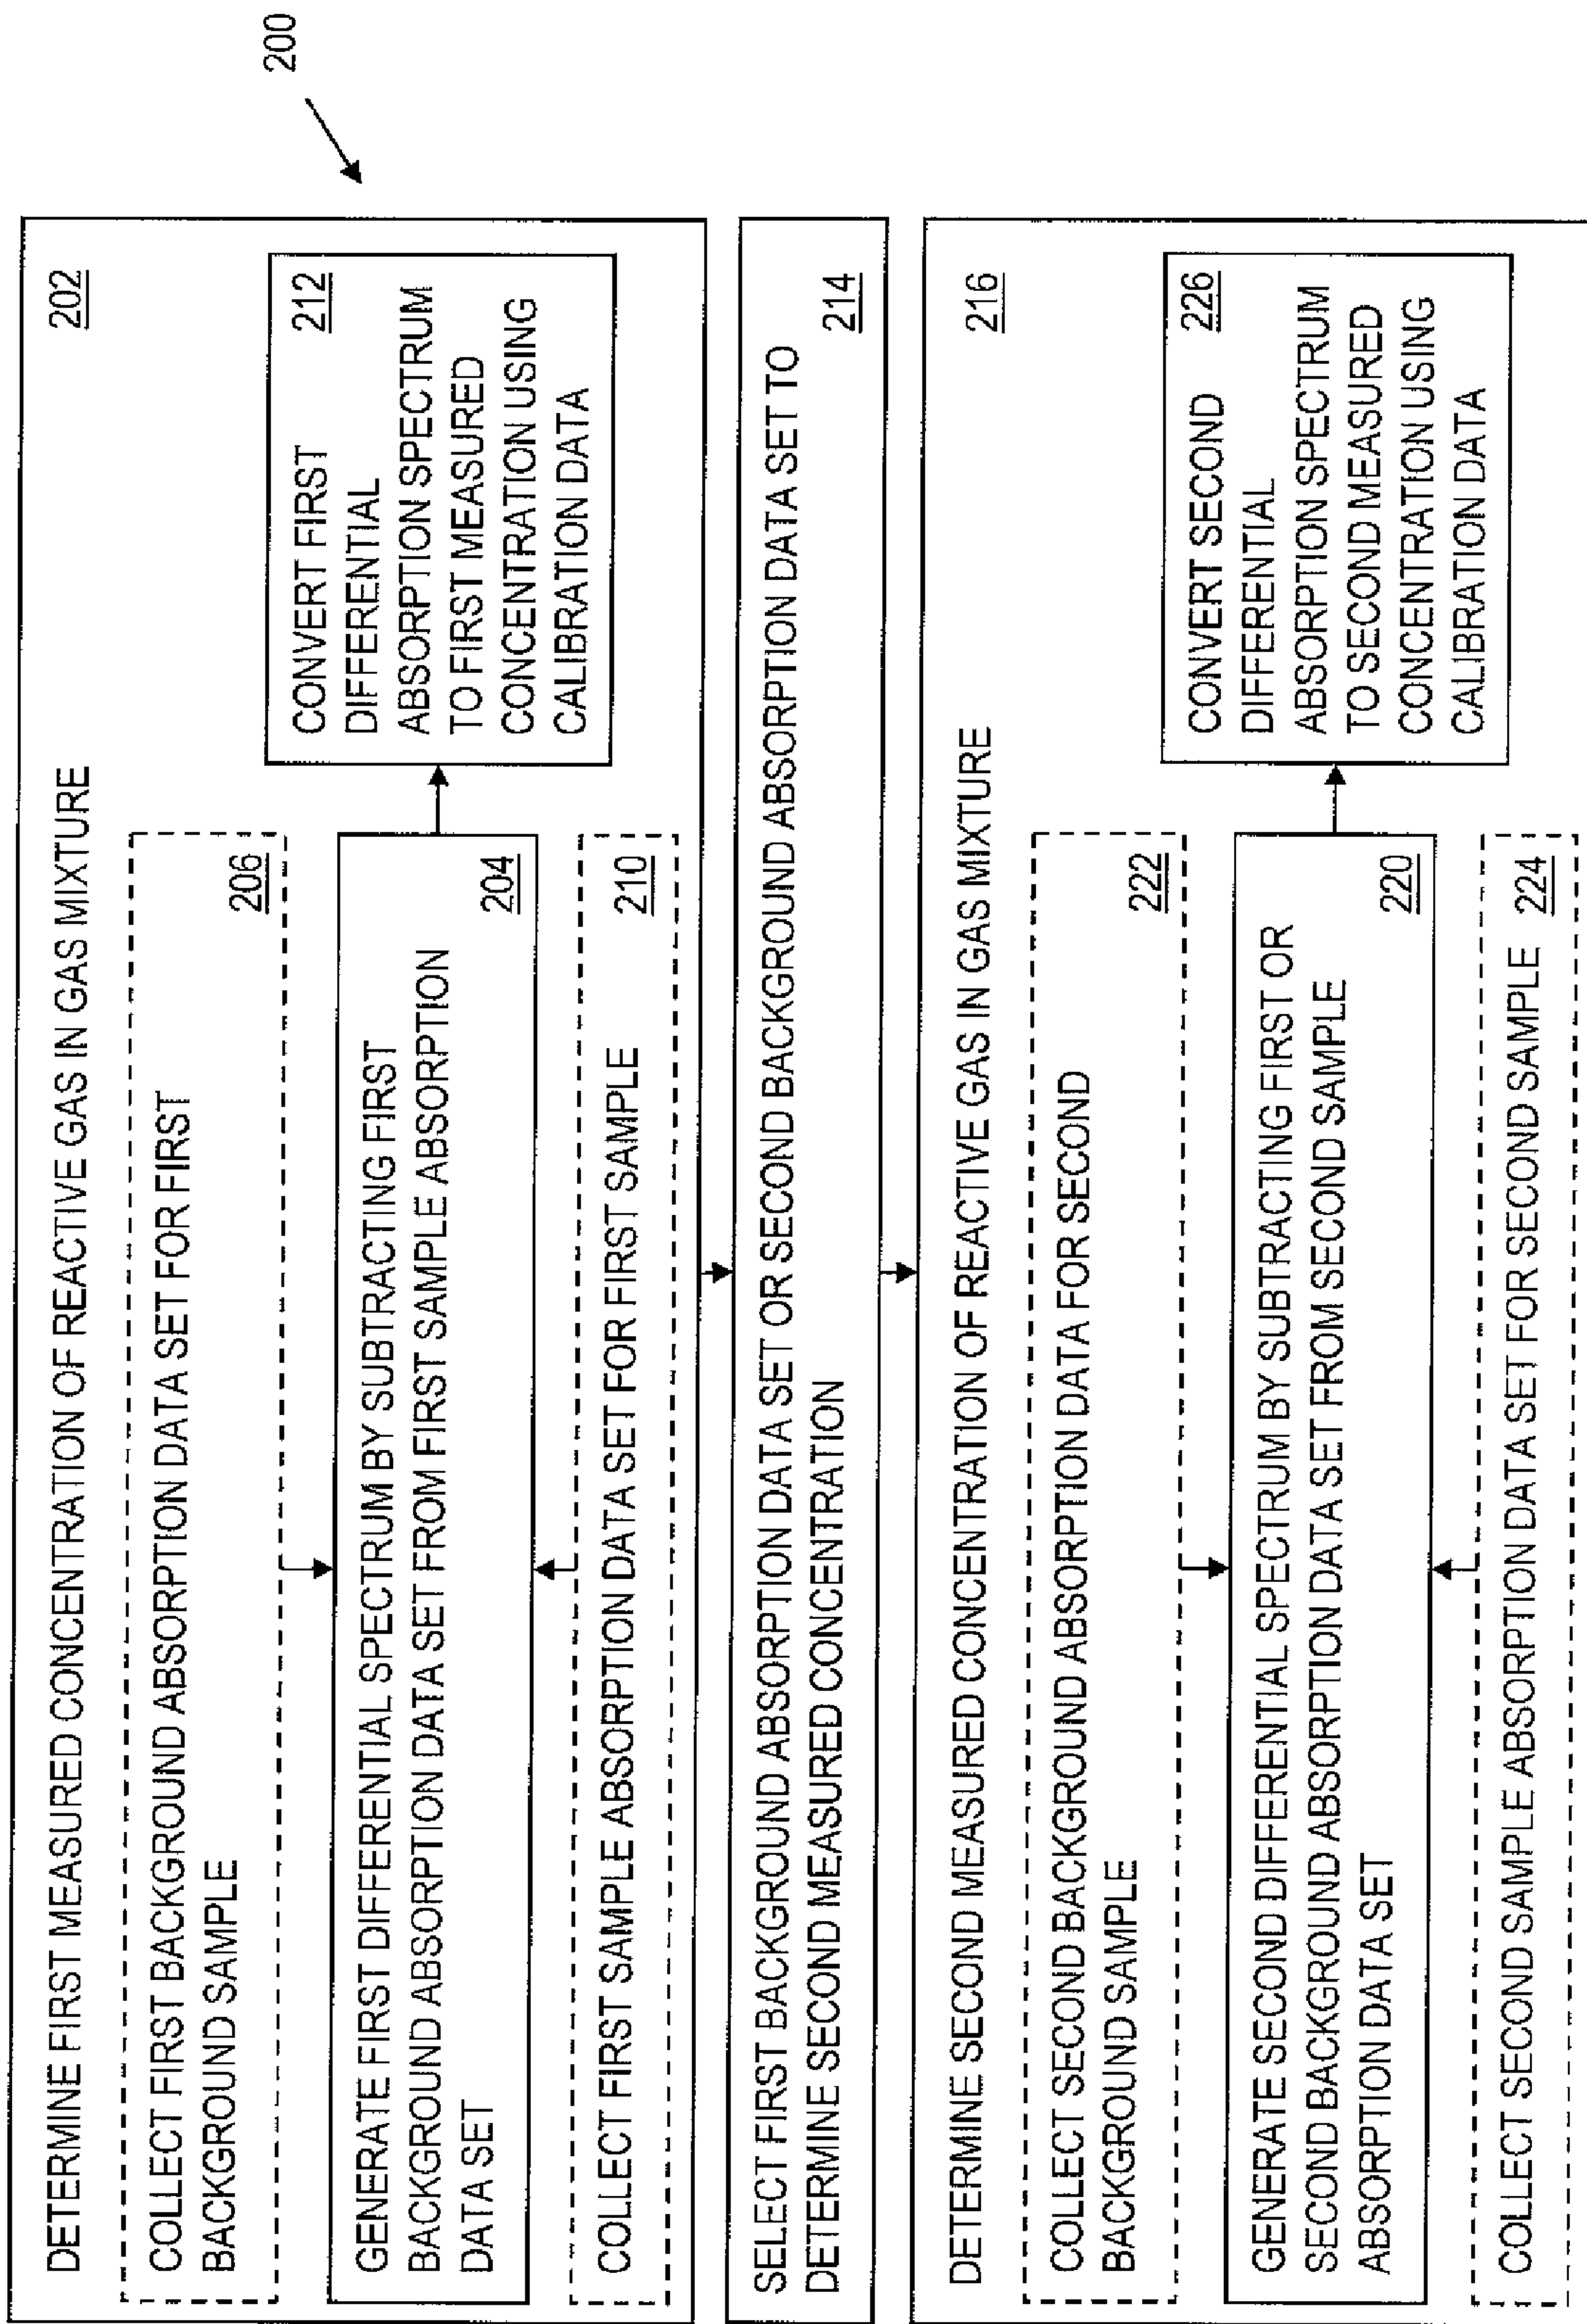 200
DETERMINE FIRST MEASURED CONCENTRATION OF REACTIVE GAS IN GAS MIXTURE
202
COLLECT FIRST BACKGROUND ABSORPTION DATA SET FOR FIRST
BACKGROUND SAMPLE
206
GENERATE FIRST DIFFERENTIAL SPECTRUM BY SUBTRACTING FIRST
BACKGROUND ABSORPTION DATA SET FROM FIRST SAMPLE ABSORPTION
DATA SET
204
COLLECT FIRST SAMPLE ABSORPTION DATA SET FOR FIRST SAMPLE
210
CONVERT FIRST
212
DIFFERENTIAL
ABSORPTION SPECTRUM
TO FIRST MEASURED
CONCENTRATION USING
CALIBRATION DATA
SELECT FIRST BACKGROUND ABSORPTION DATA SET OR SECOND BACKGROUND ABSORPTION DATA SET TO
DETERMINE SECOND MEASURED CONCENTRATION
214
DETERMINE SECOND MEASURED CONCENTRATION OF REACTIVE GAS IN GAS MIXTURE
216
COLLECT SECOND BACKGROUND ABSORPTION DATA FOR SECOND
BACKGROUND SAMPLE
222
GENERATE SECOND DIFFERENTIAL SPECTRUM BY SUBTRACTING FIRST OR
SECOND BACKGROUND ABSORPTION DATA SET FROM SECOND SAMPLE
ABSORPTION DATA SET
220
COLLECT SECOND SAMPLE ABSORPTION DATA SET FOR SECOND SAMPLE
224
CONVERT SECOND
226
DIFFERENTIAL
ABSORPTION SPECTRUM
TO SECOND MEASURED
CONCENTRATION USING
CALIBRATION DATA